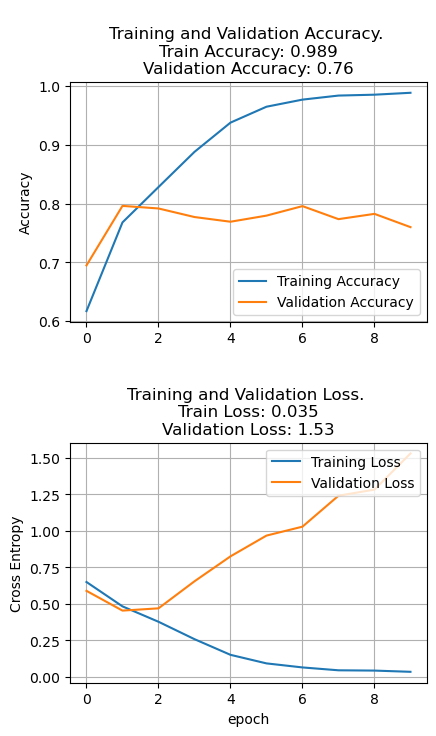 Training and Validation Accuracy.
Train Accuracy: 0.989
Validation Accuracy: 0.76
1.0
0.9
0.8
0.7
0.6
Accuracy
Training Accuracy
Validation Accuracy
0 2 4 6 8
Training and Validation Loss.
Train Loss: 0.035
Validation Loss: 1.53
1.50
1.25
1.00
0.75
0.50
0.25
0.00
Cross Entropy
Training Loss
Validation Loss
0 2 4 6 8
epoch